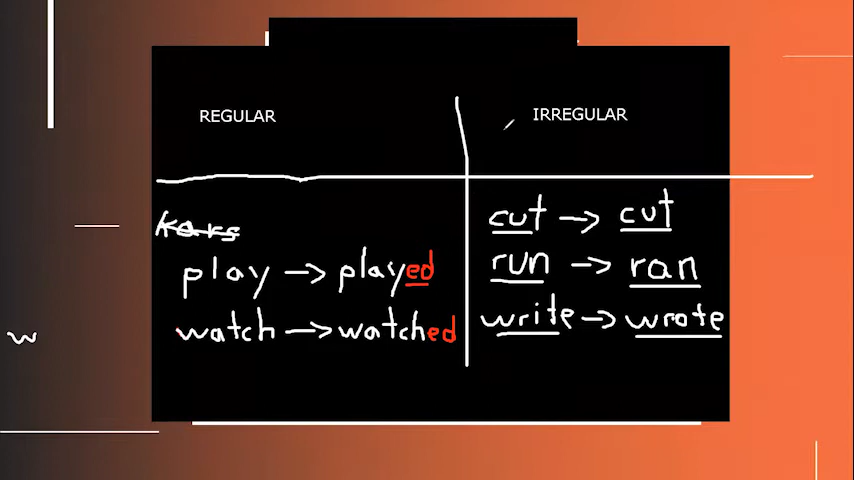 REGULAR
IRREGULAR
play → played
watch → watched
cut → cut
run → ran
write → wrote
w